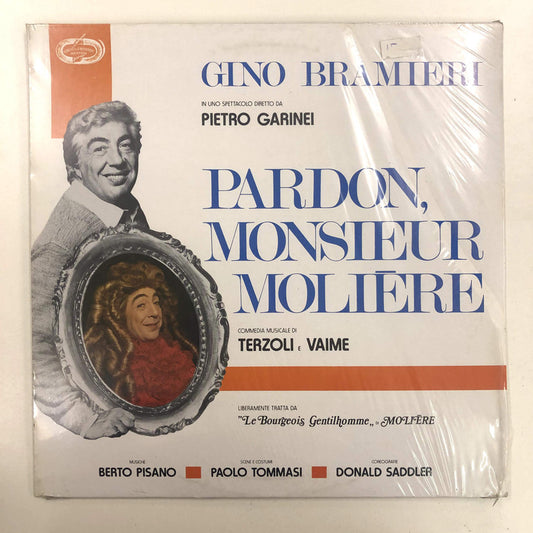 GINO BRAMIERI
IN UNO SPETTACOLO DIRETTO DA
PIETRO GARINEI
PARDON,
MONSIEUR
MOLIÈRE
COMMEDIA MUSICALE DI
TERZOLI E VAIME
LIBERAMENTE TRATTA DA
"Le Bourgeois Gentilhomme,, di MOLIÈRE
MUSICHE SCENE E COSTUMI COREOGRAFIE
BERTO PISANO PAOLO TOMMASI DONALD SADDLER